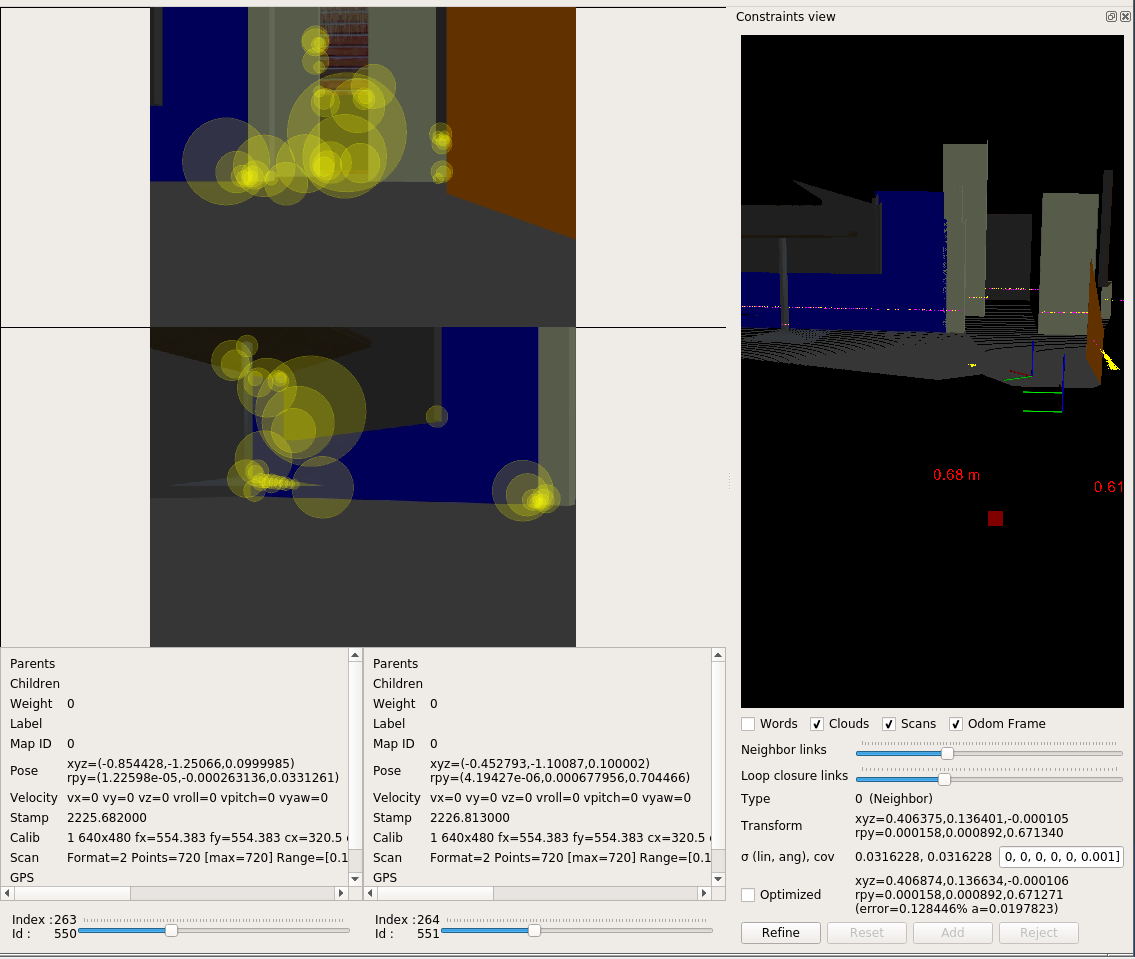 Constraints view
0.68 m
0.61
Parents
Children
Weight 0
Label
Map ID 0
Pose xyz=(-0.854428,-1.25066,0.0999985)
rpy=(1.22598e-05,-0.000263136,0.0331261)
Velocity vx=0 vy=0 vz=0 vroll=0 vpitch=0 vyaw=0
Stamp 2225.682000
Calib 1 640x480 fx=554.383 fy=554.383 cx=320.5
Scan Format=2 Points=720 [max=720] Range=[0.1
GPS
Index : 263
Id : 550
Parents
Children
Weight 0
Label
Map ID 0
Pose xyz=(-0.452793,-1.10087,0.100002)
rpy=(4.19427e-06,0.000677956,0.704466)
Velocity vx=0 vy=0 vz=0 vroll=0 vpitch=0 vyaw=0
Stamp 2226.813000
Calib 1 640x480 fx=554.383 fy=554.383 cx=320.5
Scan Format=2 Points=720 [max=720] Range=[0.1
GPS
Index : 264
Id : 551
Words Clouds Scans Odom Frame
Neighbor links
Loop closure links
Type 0 (Neighbor)
Transform xyz=0.406375,0.136401,-0.000105
rpy=0.000158,0.000892,0.671340
σ (lin, ang), cov 0.0316228, 0.0316228 0, 0, 0, 0, 0, 0.001]
Optimized xyz=0.406874,0.136634,-0.000106
rpy=0.000158,0.000892,0.671271
(error=0.128446% a=0.0197823)
Refine Reset Add Reject